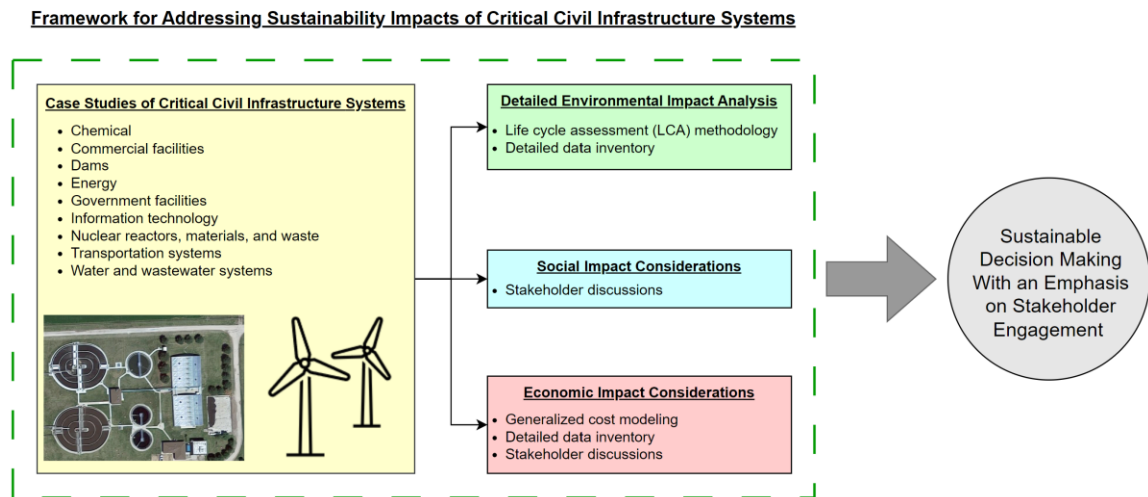 Framework for Addressing Sustainability Impacts of Critical Civil Infrastructure Systems
Case Studies of Critical Civil Infrastructure Systems
• Chemical
• Commercial facilities
• Dams
• Energy
• Government facilities
• Information technology
• Nuclear reactors, materials, and waste
• Transportation systems
• Water and wastewater systems
Detailed Environmental Impact Analysis
• Life cycle assessment (LCA) methodology
• Detailed data inventory
Social Impact Considerations
• Stakeholder discussions
Economic Impact Considerations
• Generalized cost modeling
• Detailed data inventory
• Stakeholder discussions
Sustainable
Decision Making
With an Emphasis
on Stakeholder
Engagement